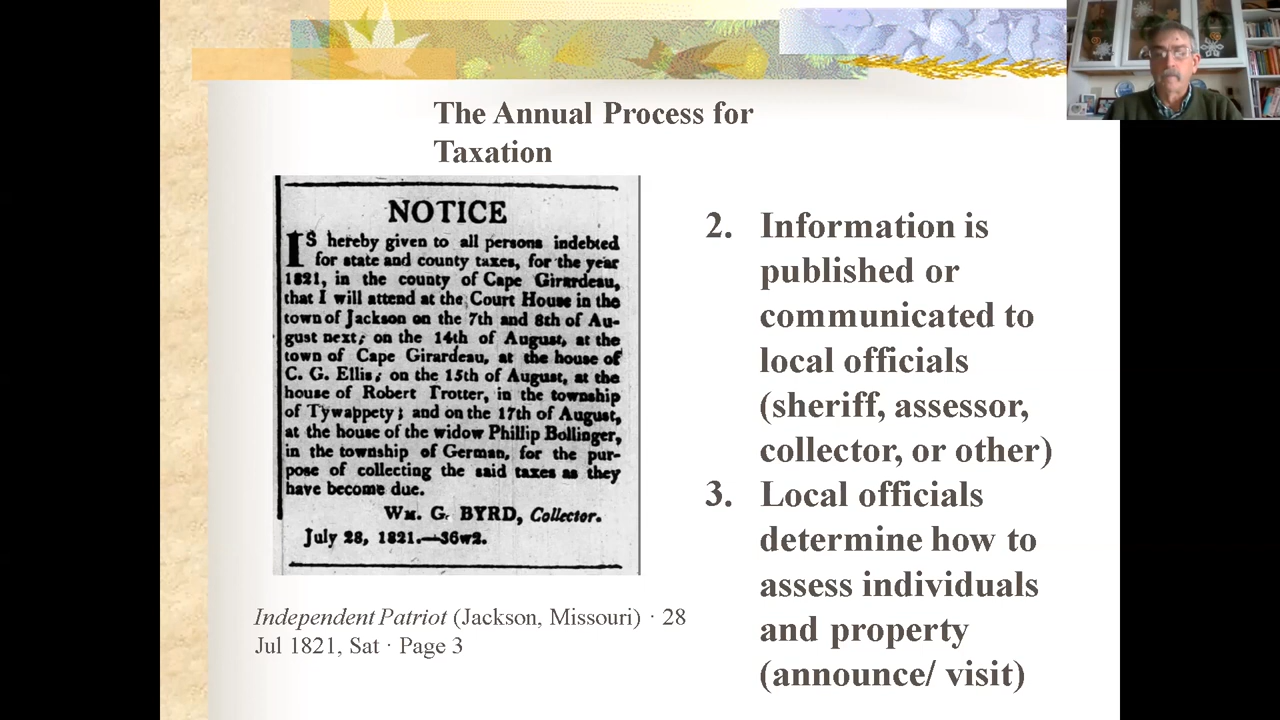 The Annual Process for
Taxation
NOTICE
IS hereby given to all persons indebted
for state and county taxes, for the year
1821, in the county of Cape Girardeau,
that I will attend at the Court House in the
town of Jackson on the 7th and 8th of Au-
gust next; on the 14th of August, at the
town of Cape Girardeau, at the house of
C. G. Ellis; on the 15th of August, at the
house of Robert Trotter, in the township
of Tywappety; and on the 17th of August,
at the house of the widow Phillip Bollinger,
in the township of German, for the pur-
pose of collecting the said taxes as they
have become due.
WM. G. BYRD, Collector.
July 28, 1821.—36w2.
Independent Patriot (Jackson, Missouri) · 28
Jul 1821, Sat · Page 3
2. Information is
published or
communicated to
local officials
(sheriff, assessor,
collector, or other)
3. Local officials
determine how to
assess individuals
and property
(announce/ visit)